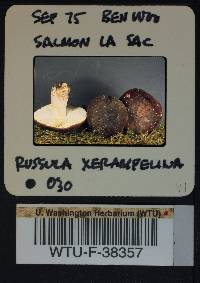 SEP 75 BEN WOO
SALMON LA SAC
RUSSULA XERAMPELINA
030
U. Washington Herbarium (WTU)
WTU-F-38357